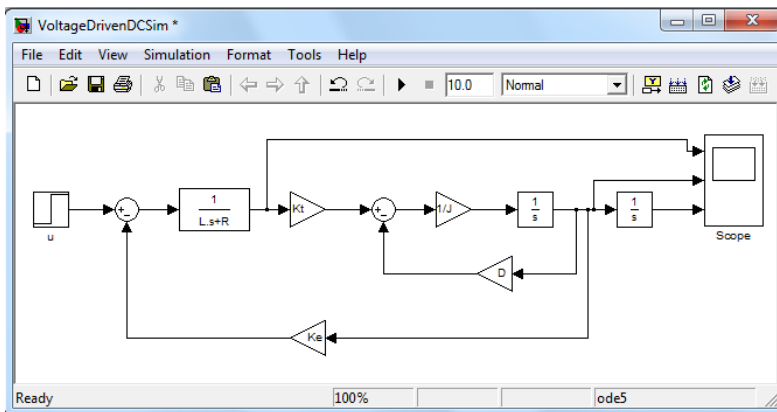 VoltageDrivenDCSim *
File Edit View Simulation Format Tools Help
10.0 Normal
u
+
-
1
L.s+R
Kt
+
-
1/J
1
s
1
s
Scope
D
Ke
Ready 100% ode5